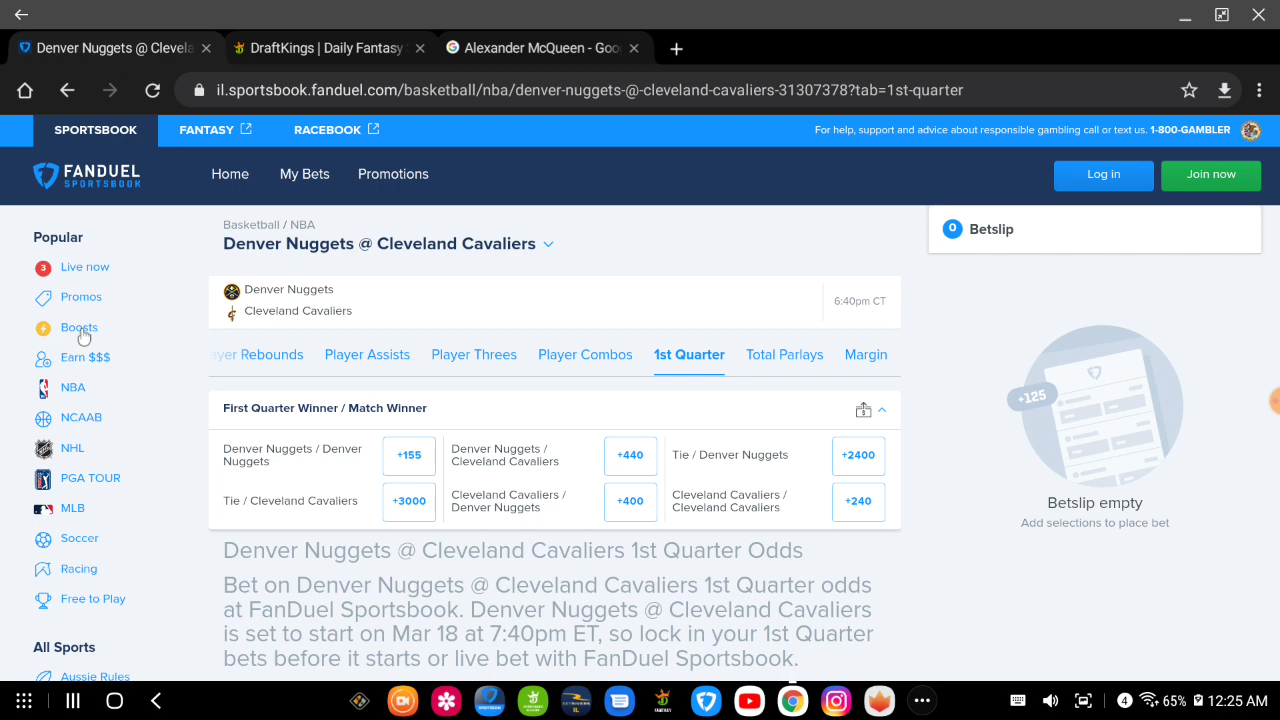 Denver Nuggets @ Clevela
DraftKings | Daily Fantasy
Alexander McQueen - Goo
il.sportsbook.fanduel.com/basketball/nba/denver-nuggets-@-cleveland-cavaliers-31307378?tab=1st-quarter
SPORTSBOOK
FANTASY
RACEBOOK
For help, support and advice about responsible gambling call or text us. 1-800-GAMBLER
FANDUEL
SPORTSBOOK
Home
My Bets
Promotions
Log in
Join now
Popular
3 Live now
Promos
Boosts
Earn $$$
NBA
NCAAB
NHL
PGA TOUR
MLB
Soccer
Racing
Free to Play
All Sports
Aussie Rules
Basketball / NBA
Denver Nuggets @ Cleveland Cavaliers
Denver Nuggets
Cleveland Cavaliers
6:40pm CT
ayer Rebounds
Player Assists
Player Threes
Player Combos
1st Quarter
Total Parlays
Margin
First Quarter Winner / Match Winner
Denver Nuggets / Denver
Nuggets
+155
Denver Nuggets /
Cleveland Cavaliers
+440
Tie / Denver Nuggets
+2400
Tie / Cleveland Cavaliers
+3000
Cleveland Cavaliers /
Denver Nuggets
+400
Cleveland Cavaliers /
Cleveland Cavaliers
+240
Denver Nuggets @ Cleveland Cavaliers 1st Quarter Odds
Bet on Denver Nuggets @ Cleveland Cavaliers 1st Quarter odds
at FanDuel Sportsbook. Denver Nuggets @ Cleveland Cavaliers
is set to start on Mar 18 at 7:40pm ET, so lock in your 1st Quarter
bets before it starts or live bet with FanDuel Sportsbook.
0 Betslip
+125
Betslip empty
Add selections to place bet
4
65%
12:25 AM